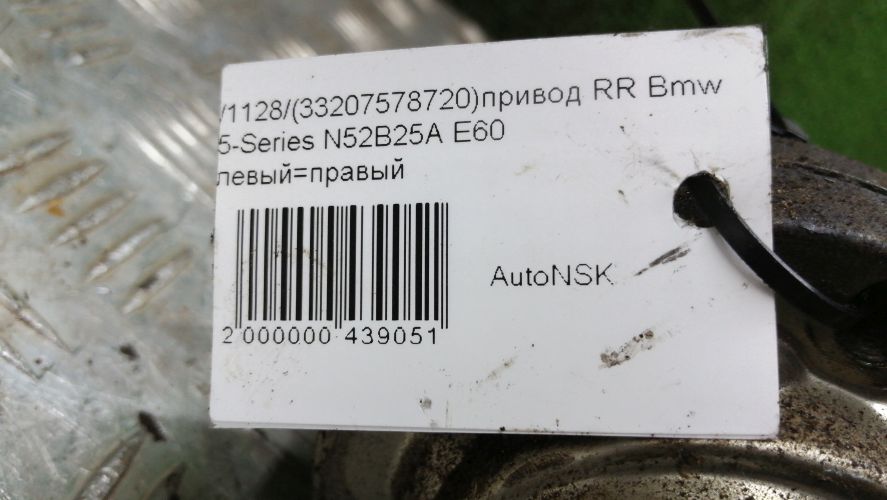 /1128/(33207578720)привод RR Bmw
5-Series N52B25A E60
левый=правый
AutoNSK
2 000000 439051